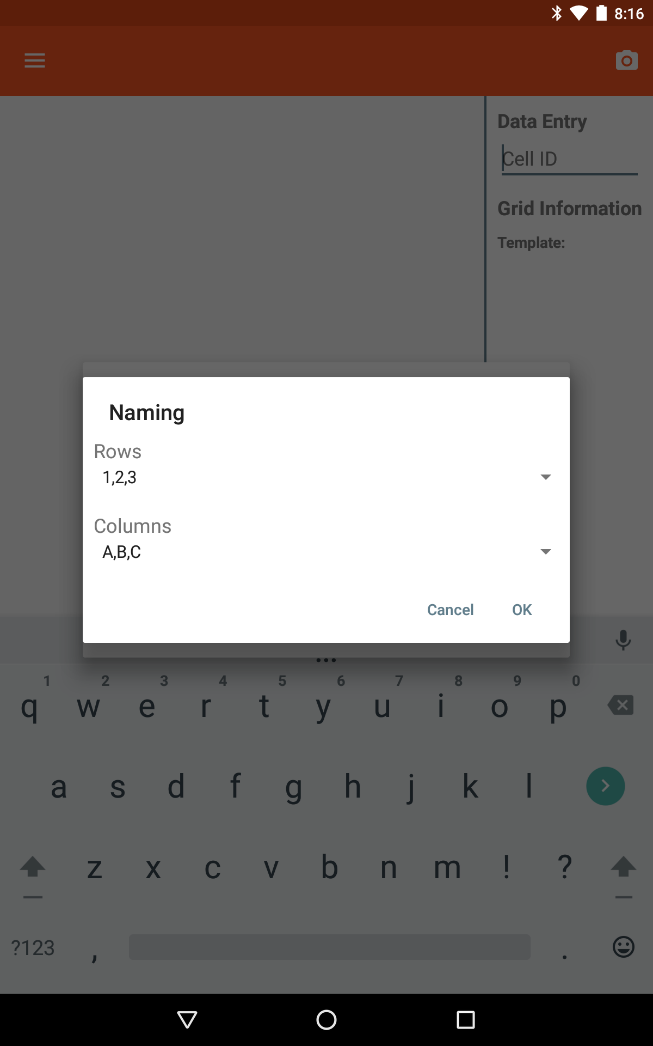 8:16
Data Entry
Cell ID
Grid Information
Template:
Naming
Rows
1,2,3
Columns
A,B,C
Cancel OK
1 2 3 4 5 6 7 8 9 0
q w e r t y u i o p
a s d f g h j k l
z x c v b n m ! ?
?123 , .